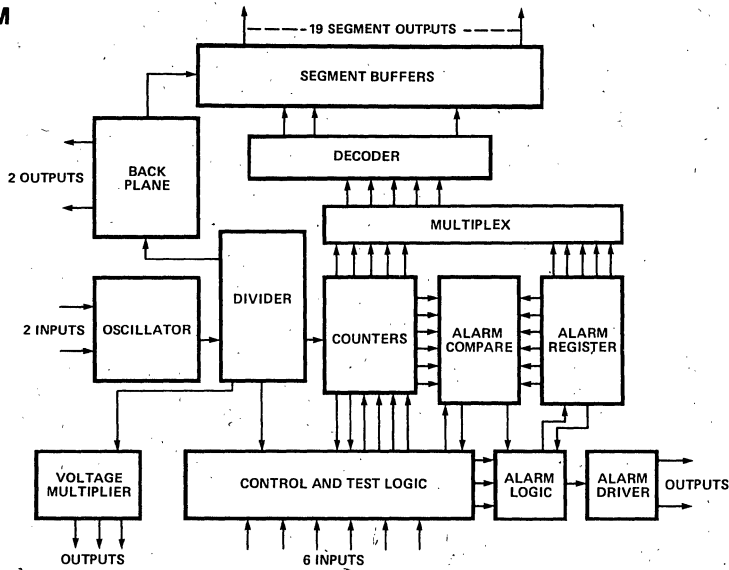 M
19 SEGMENT OUTPUTS
SEGMENT BUFFERS
DECODER
BACK
PLANE
2 OUTPUTS
MULTIPLEX
DIVIDER
2 INPUTS
OSCILLATOR
COUNTERS
ALARM
COMPARE
ALARM
REGISTER
VOLTAGE
MULTIPLIER
CONTROL AND TEST LOGIC
ALARM
LOGIC
ALARM
DRIVER
OUTPUTS
OUTPUTS
6 INPUTS